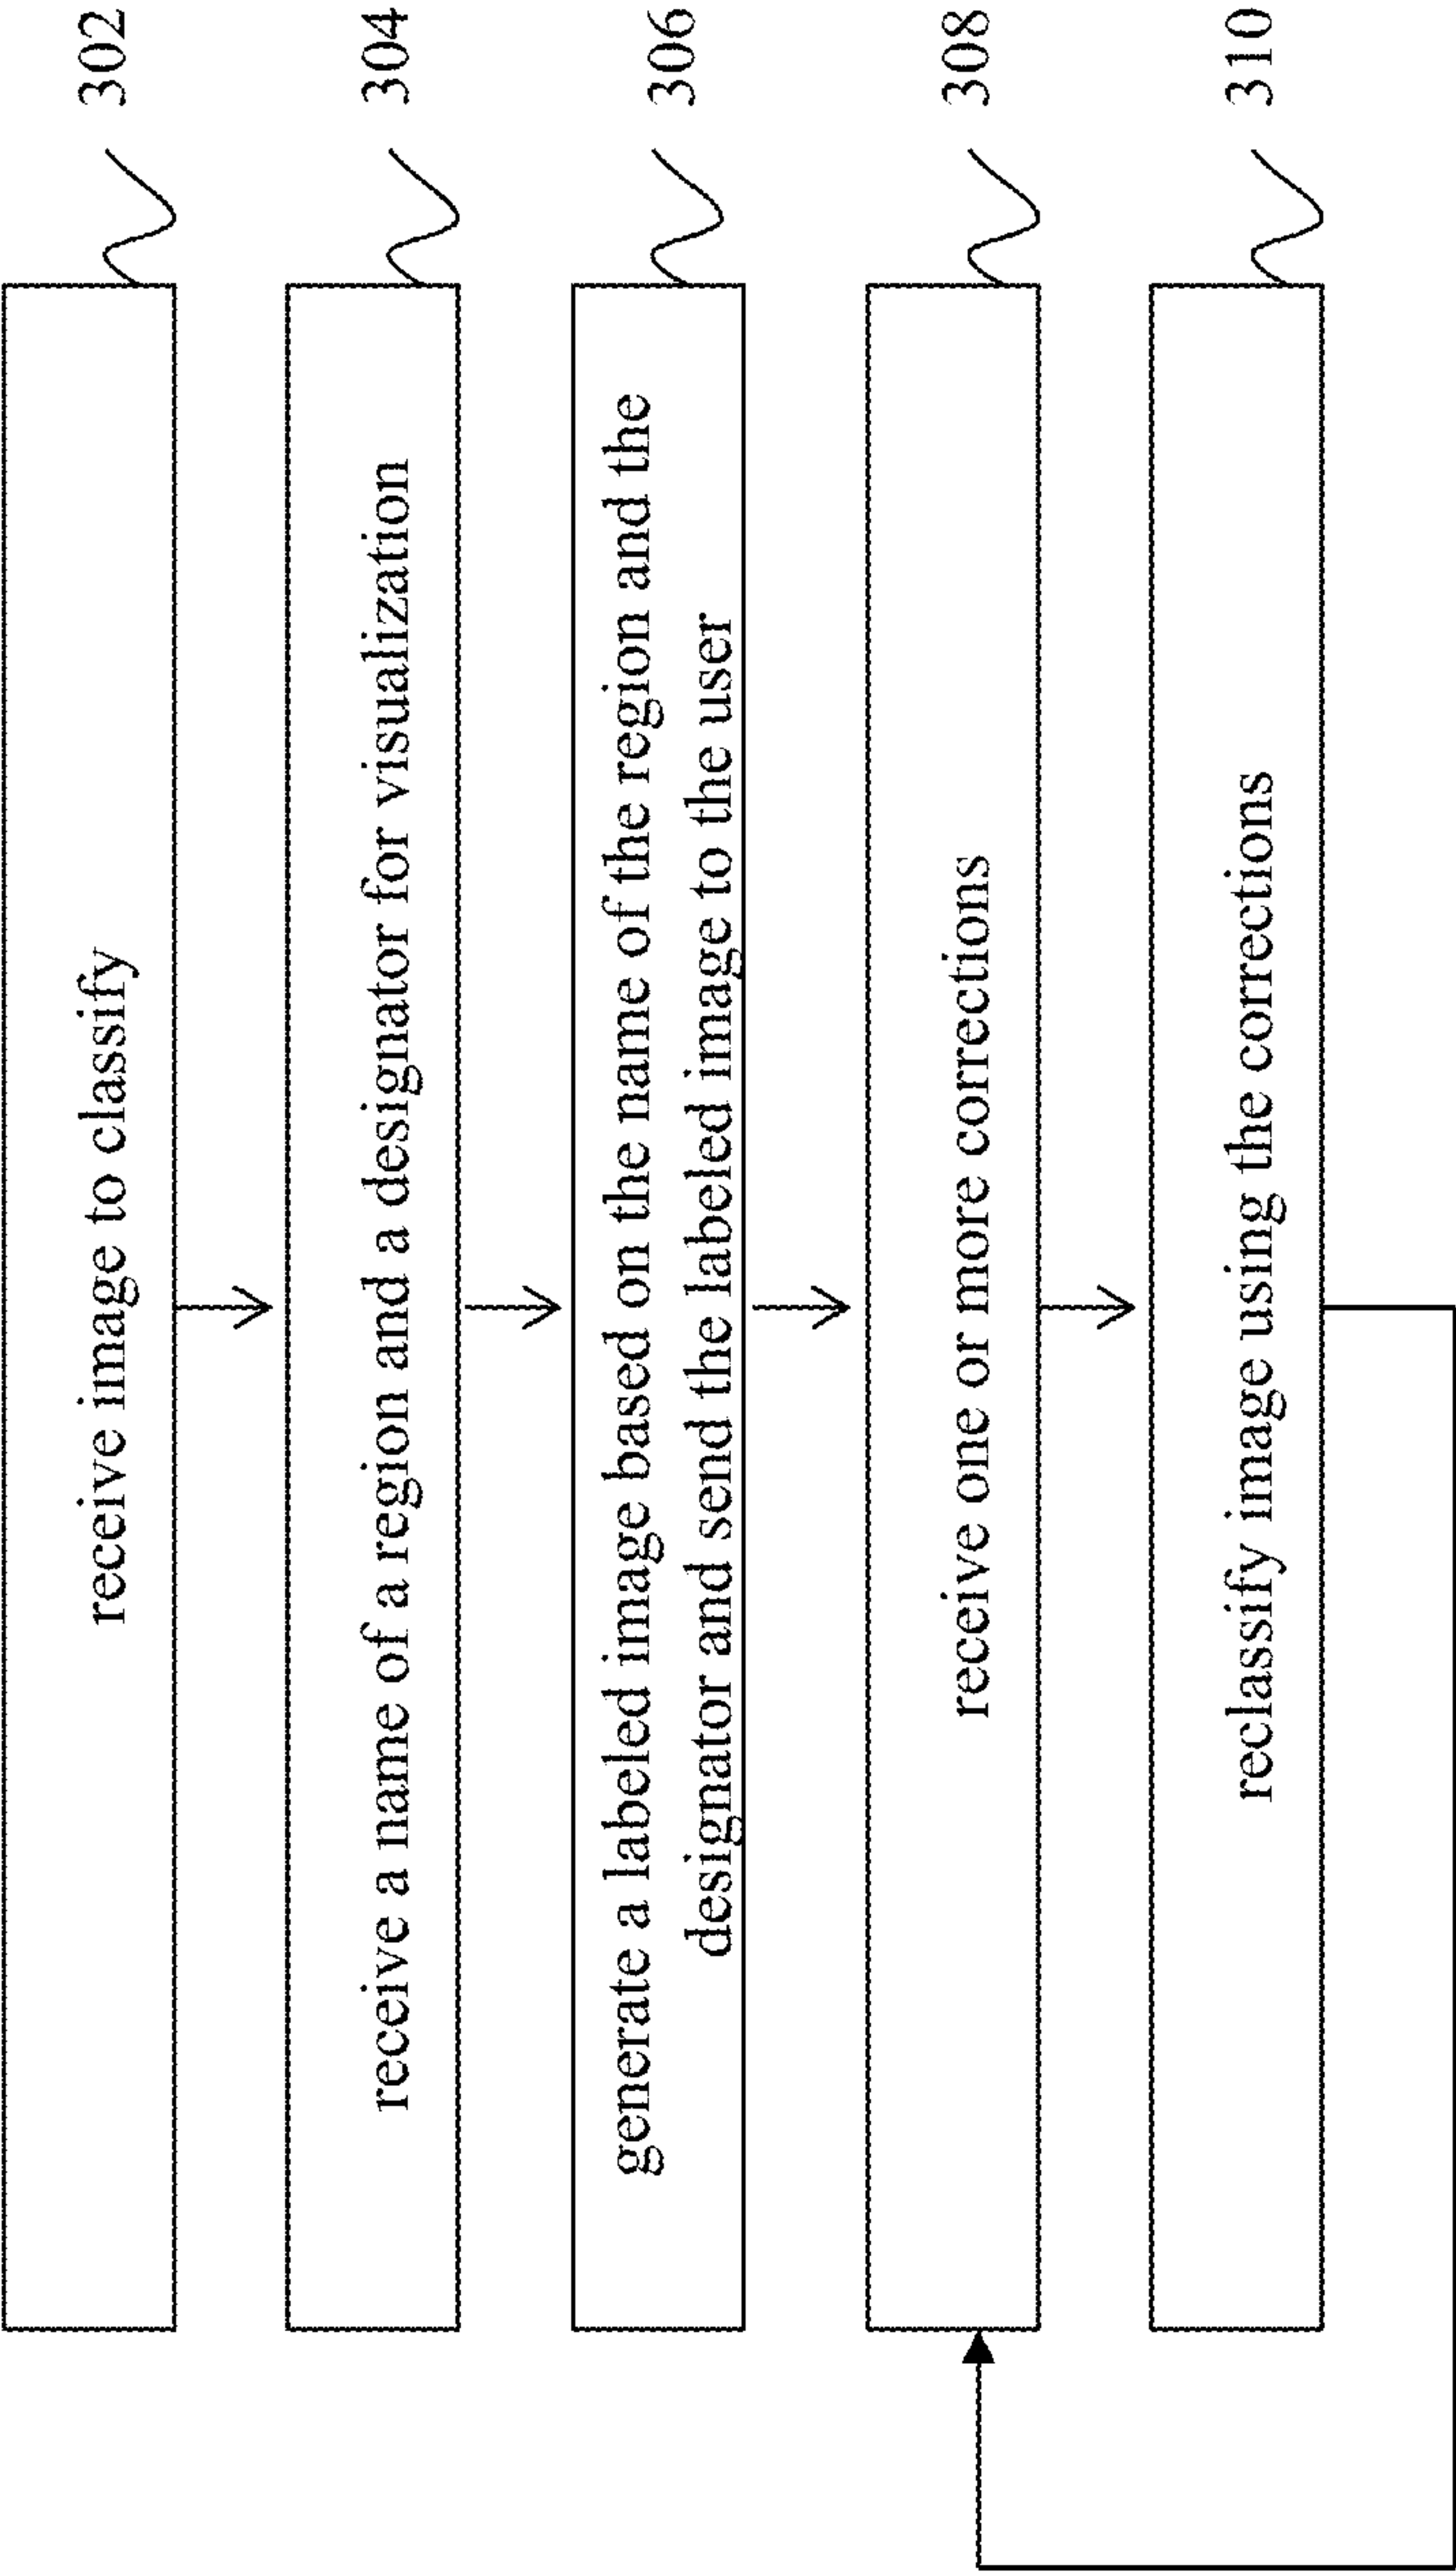 receive image to classify
302
receive a name of a region and a designator for visualization
304
generate a labeled image based on the name of the region and the
designator and send the labeled image to the user
306
receive one or more corrections
308
reclassify image using the corrections
310